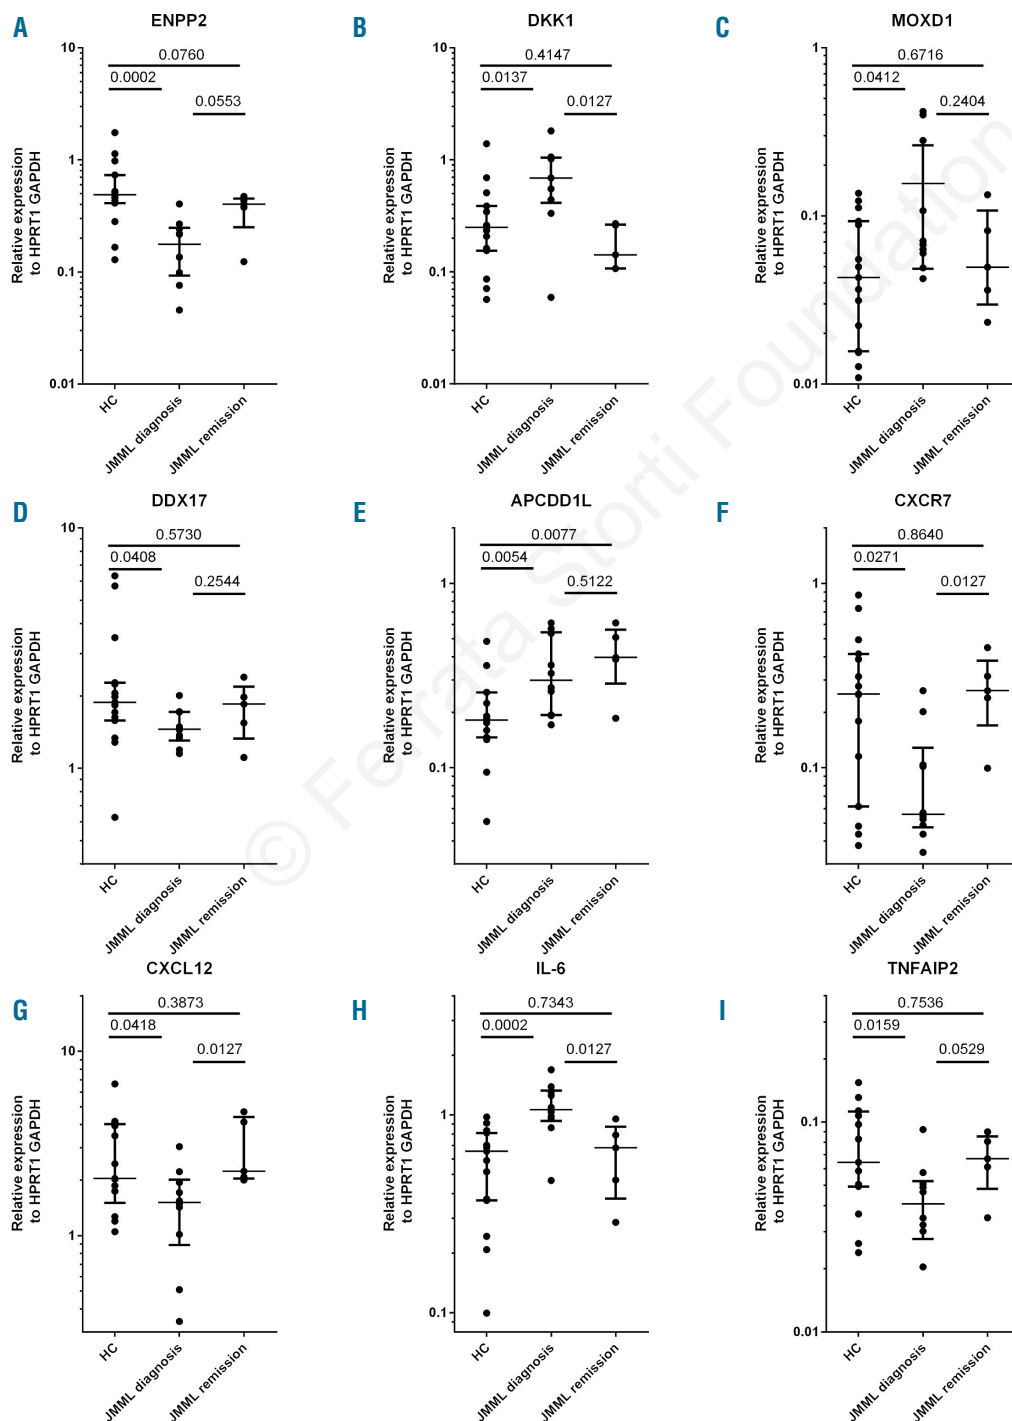 A
ENPP2
0.0760
0.0002
0.0553
10
1
0.1
0.01
Relative expression
to HPRT1 GAPDH
HC
JMML diagnosis
JMML remission
B
DKK1
0.4147
0.0137
0.0127
10
1
0.1
0.01
Relative expression
to HPRT1 GAPDH
HC
JMML diagnosis
JMML remission
C
MOXD1
0.6716
0.0412
0.2404
1
0.1
0.01
Relative expression
to HPRT1 GAPDH
HC
JMML diagnosis
JMML remission
D
DDX17
0.5730
0.0408
0.2544
10
1
Relative expression
to HPRT1 GAPDH
HC
JMML diagnosis
JMML remission
E
APCDD1L
0.0077
0.0054
0.5122
1
0.1
Relative expression
to HPRT1 GAPDH
HC
JMML diagnosis
JMML remission
F
CXCR7
0.8640
0.0271
0.0127
1
0.1
Relative expression
to HPRT1 GAPDH
HC
JMML diagnosis
JMML remission
G
CXCL12
0.3873
0.0418
0.0127
10
1
Relative expression
to HPRT1 GAPDH
HC
JMML diagnosis
JMML remission
H
IL-6
0.7343
0.0002
0.0127
1
0.1
Relative expression
to HPRT1 GAPDH
HC
JMML diagnosis
JMML remission
I
TNFAIP2
0.7536
0.0159
0.0529
0.1
0.01
Relative expression
to HPRT1 GAPDH
HC
JMML diagnosis
JMML remission
© Ferrata Storti Foundation